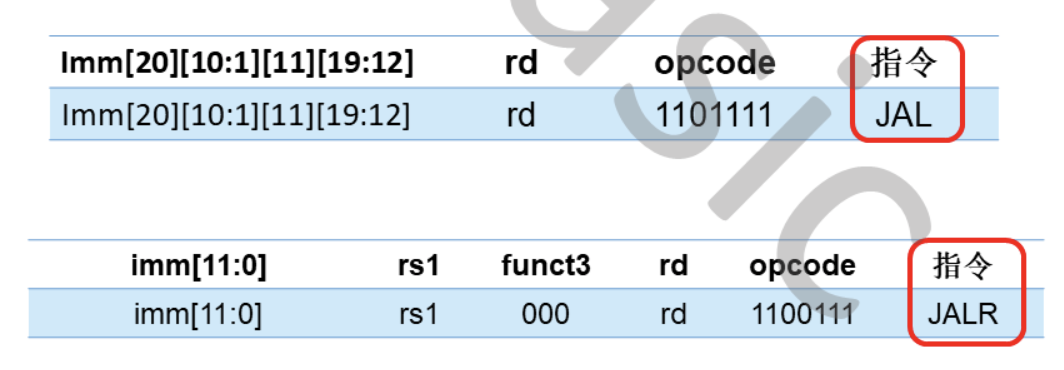 Imm[20][10:1][11][19:12] rd opcode 指令
Imm[20][10:1][11][19:12] rd 1101111 JAL
imm[11:0] rs1 funct3 rd opcode 指令
imm[11:0] rs1 000 rd 1100111 JALR